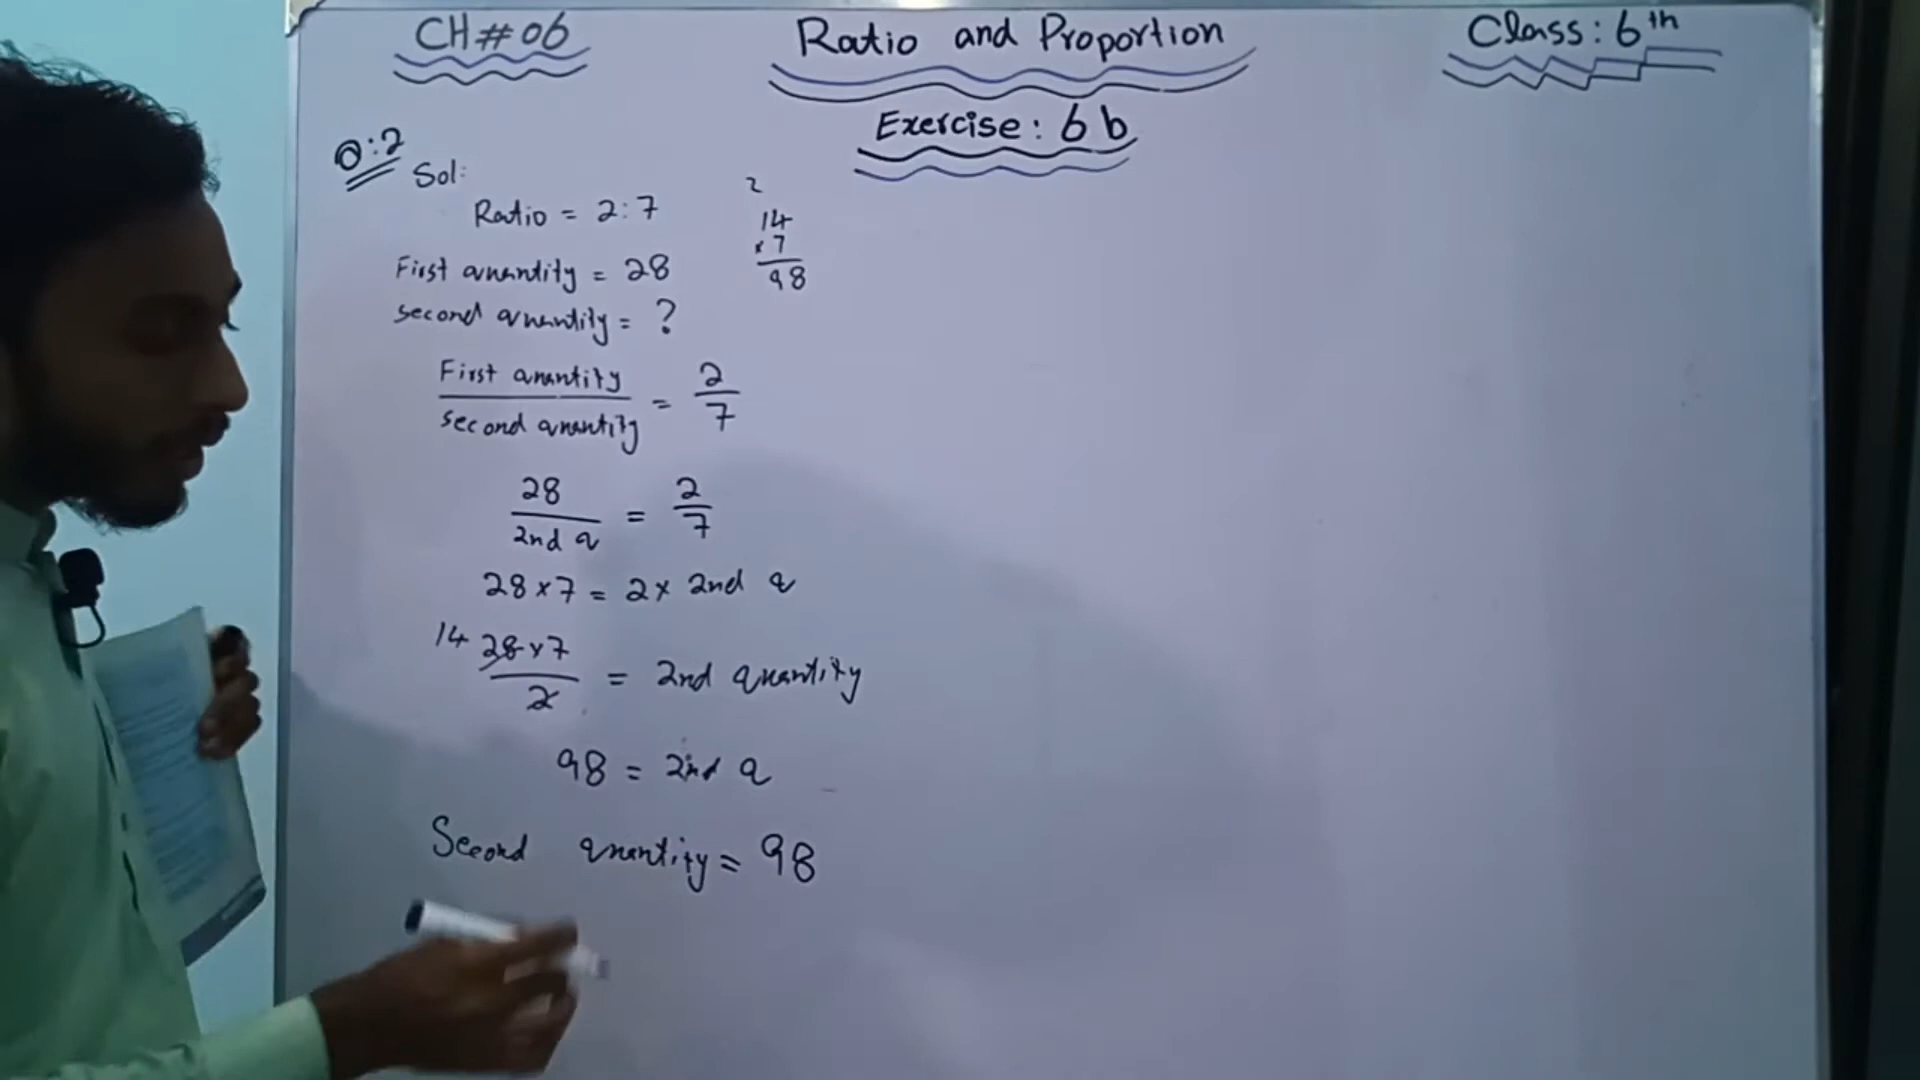 CH # 06
Ratio and Proportion
Class: 6th
Exercise: 6b
Q:2
Sol:
Ratio = 2:7
First quantity = 28
second quantity = ?
2
14
×7
98
First quantity
second quantity
=
2
7
28
2nd q
=
2
7
28×7 = 2× 2nd q
14 28×7
2
= 2nd quantity
98 = 2nd q
Second quantity = 98